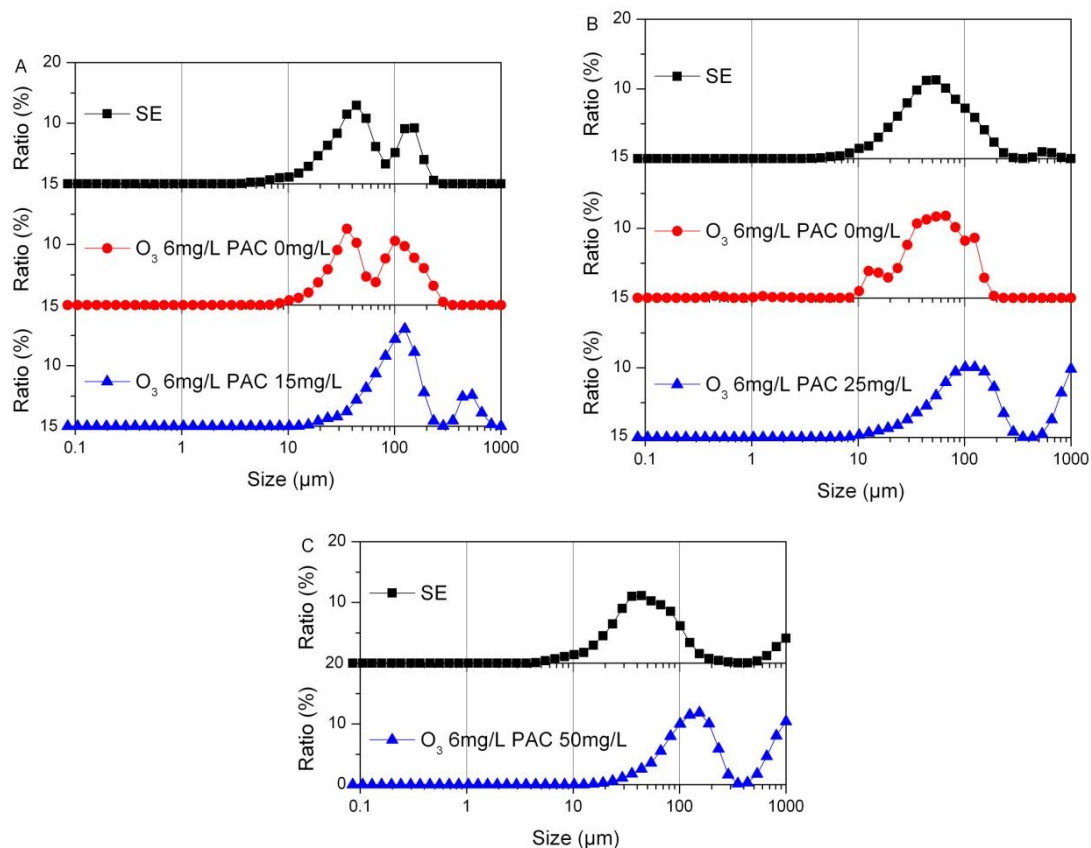 A
20
Ratio (%)
10
SE
15
Ratio (%)
10
O₃ 6mg/L PAC 0mg/L
15
Ratio (%)
10
O₃ 6mg/L PAC 15mg/L
15
0.1 1 10 100 1000
Size (µm)
B
20
Ratio (%)
10
SE
15
Ratio (%)
10
O₃ 6mg/L PAC 0mg/L
15
Ratio (%)
10
O₃ 6mg/L PAC 25mg/L
15
0.1 1 10 100 1000
Size (µm)
C
20
Ratio (%)
10
SE
20
Ratio (%)
10
O₃ 6mg/L PAC 50mg/L
0
0.1 1 10 100 1000
Size (µm)